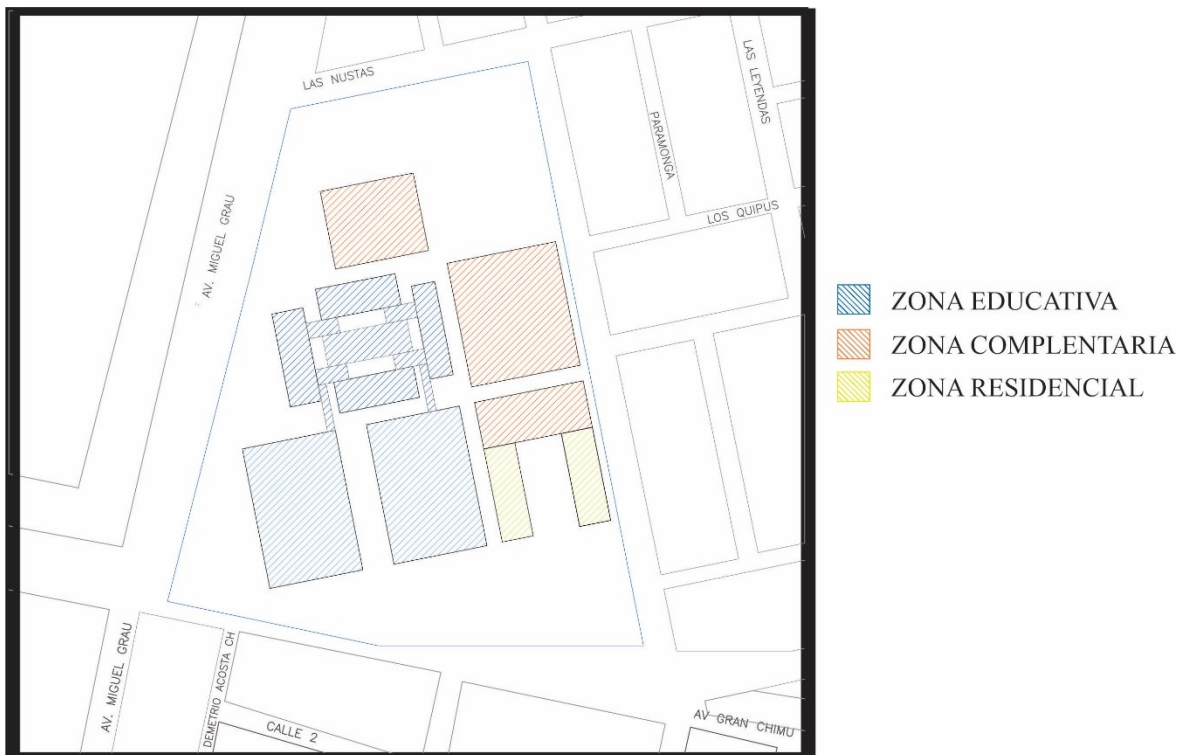 LAS NUSTAS
LAS LEYENDAS
PARAMONGA
AV. MIGUEL GRAU
LOS QUIPUS
ZONA EDUCATIVA
ZONA COMPLENTARIA
ZONA RESIDENCIAL
AV. MIGUEL GRAU
DEMETRIO ACOSTA CH
CALLE 2
AV GRAN CHIMU